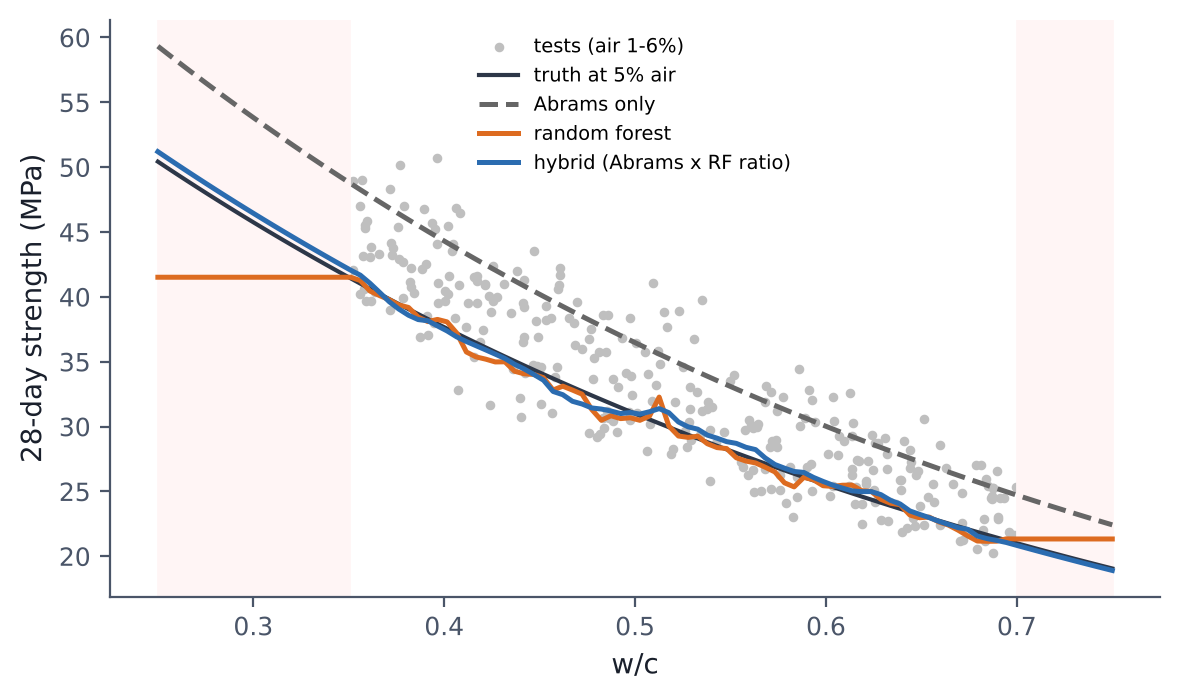 60
55
50
45
40
35
30
25
20
28-day strength (MPa)
tests (air 1-6%)
truth at 5% air
Abrams only
random forest
hybrid (Abrams x RF ratio)
0.3
0.4
0.5
0.6
0.7
w/c